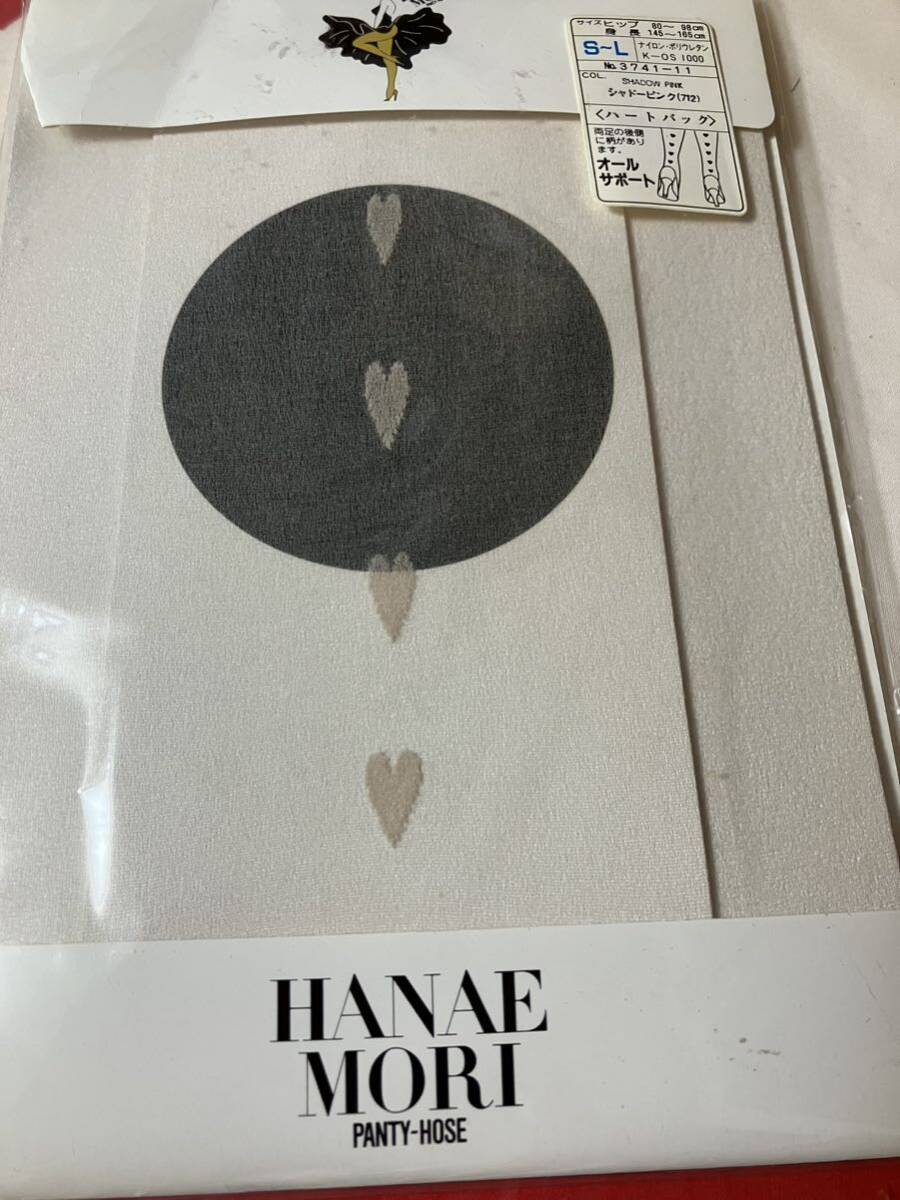 サイズ ヒップ 80〜98cm
身長 145〜165cm
S〜L
ナイロン・ポリウレタン
K-OS 1000
No.3741-11
COL.
SHADOW PINK
シャドーピンク(712)
〈ハートバック〉
両足の後側
に柄があり
ます。
オール
サポート
HANAE
MORI
PANTY-HOSE